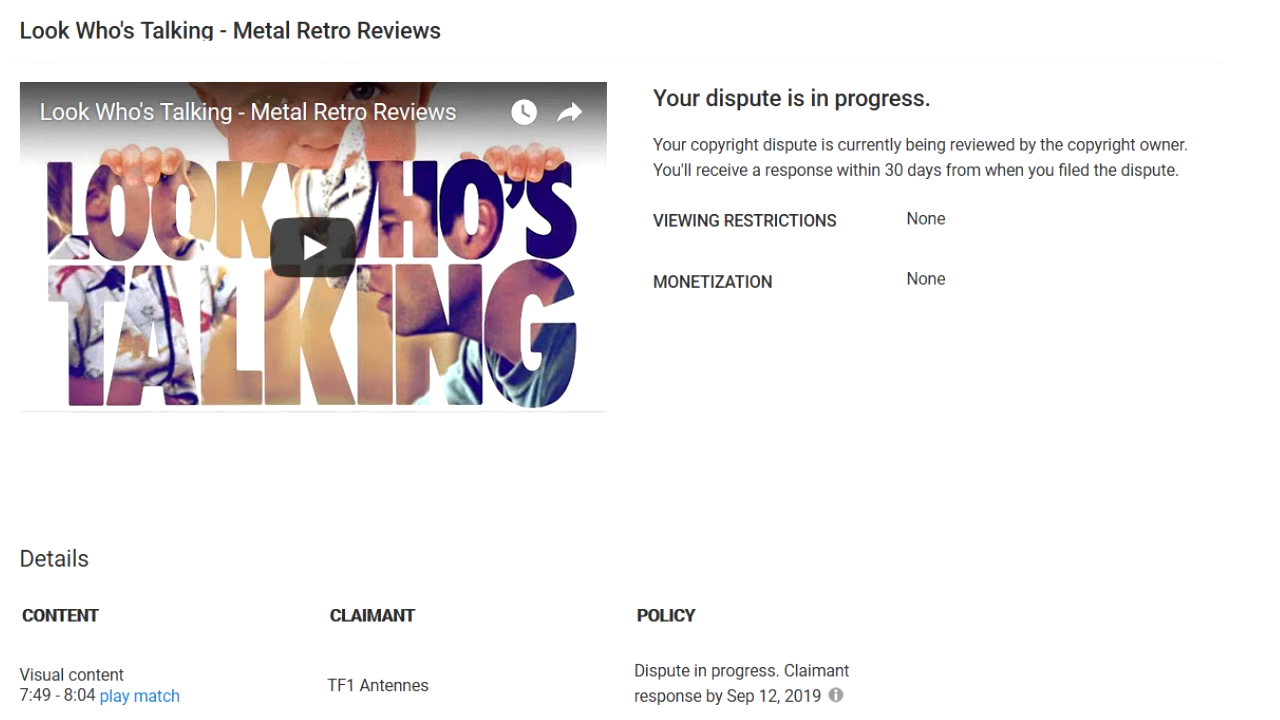 Look Who's Talking - Metal Retro Reviews
Look Who's Talking - Metal Retro Reviews
LOOK WHO'S
TALKING
Your dispute is in progress.
Your copyright dispute is currently being reviewed by the copyright owner.
You'll receive a response within 30 days from when you filed the dispute.
VIEWING RESTRICTIONS None
MONETIZATION None
Details
CONTENT CLAIMANT POLICY
Visual content
7:49 - 8:04 play match
TF1 Antennes
Dispute in progress. Claimant
response by Sep 12, 2019